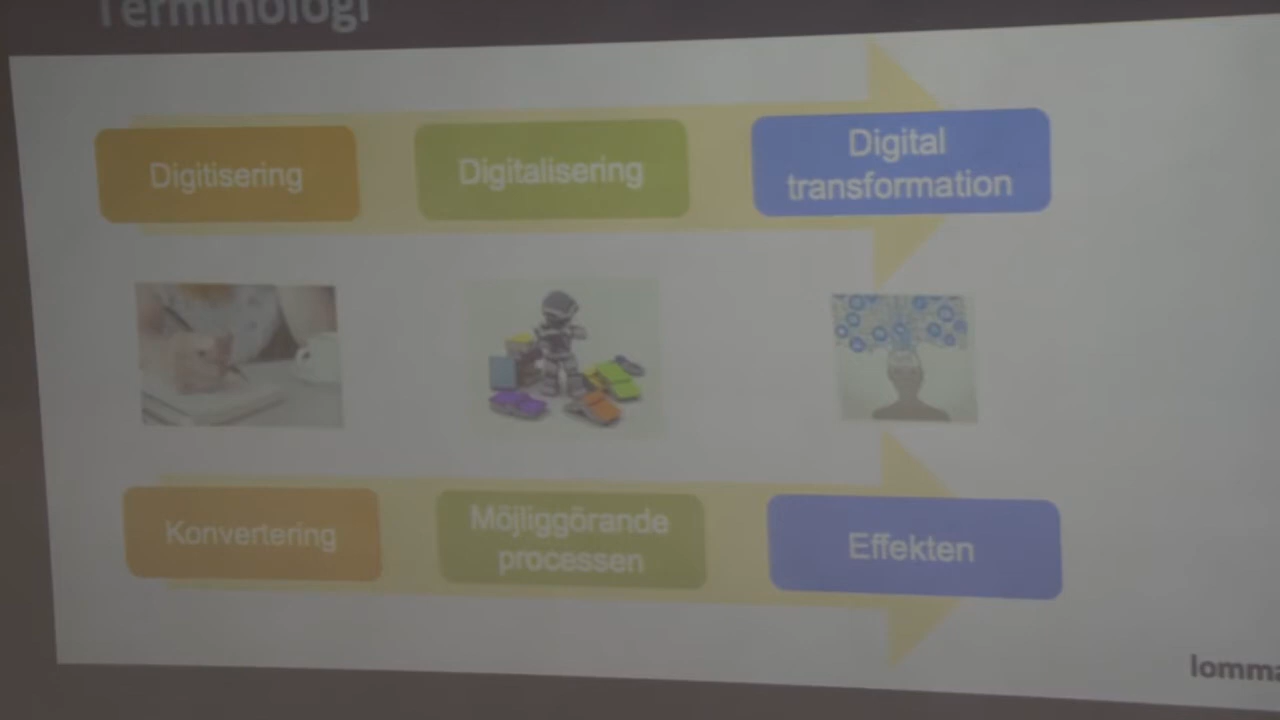 Terminologi
Digitisering
Digitalisering
Digital
transformation
Konvertering
Möjliggörande
processen
Effekten
lomma